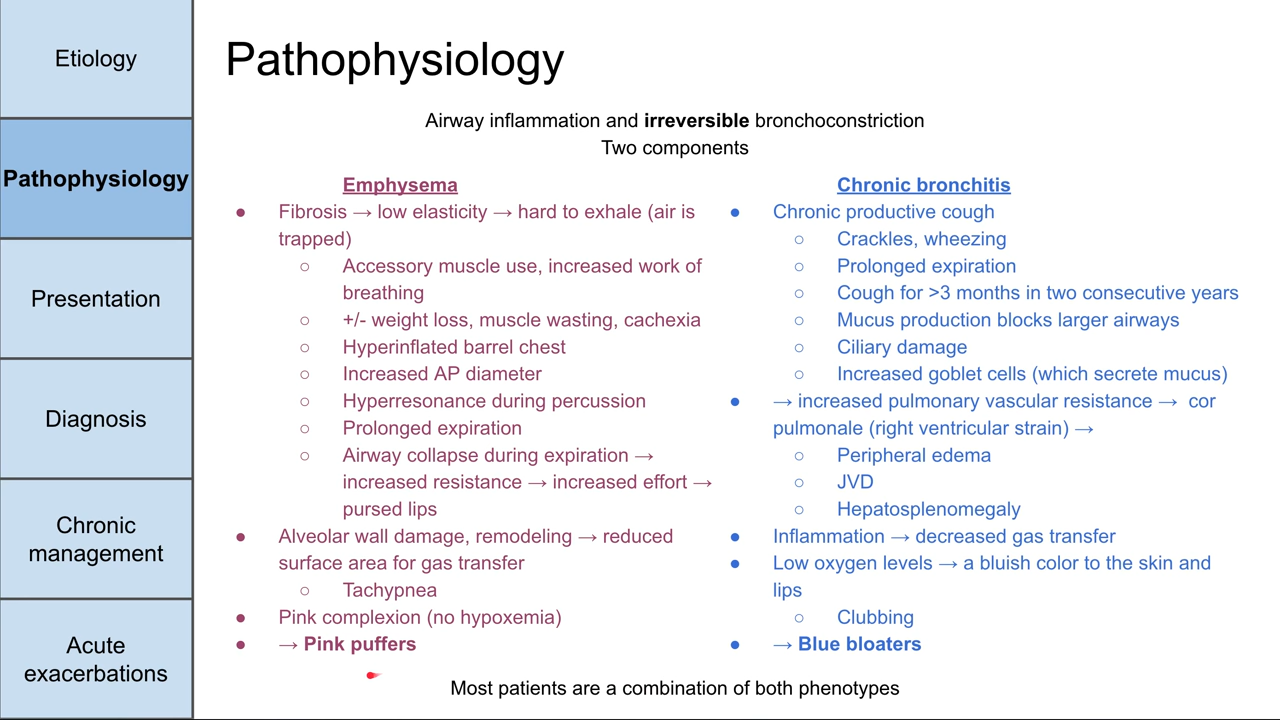 Etiology
Pathophysiology
Presentation
Diagnosis
Chronic
management
Acute
exacerbations
Pathophysiology
Airway inflammation and irreversible bronchoconstriction
Two components
Emphysema
● Fibrosis → low elasticity → hard to exhale (air is
trapped)
○ Accessory muscle use, increased work of
breathing
○ +/- weight loss, muscle wasting, cachexia
○ Hyperinflated barrel chest
○ Increased AP diameter
○ Hyperresonance during percussion
○ Prolonged expiration
○ Airway collapse during expiration →
increased resistance → increased effort →
pursed lips
● Alveolar wall damage, remodeling → reduced
surface area for gas transfer
○ Tachypnea
● Pink complexion (no hypoxemia)
● → Pink puffers
Chronic bronchitis
● Chronic productive cough
○ Crackles, wheezing
○ Prolonged expiration
○ Cough for >3 months in two consecutive years
○ Mucus production blocks larger airways
○ Ciliary damage
○ Increased goblet cells (which secrete mucus)
● → increased pulmonary vascular resistance → cor
pulmonale (right ventricular strain) →
○ Peripheral edema
○ JVD
○ Hepatosplenomegaly
● Inflammation → decreased gas transfer
● Low oxygen levels → a bluish color to the skin and
lips
○ Clubbing
● → Blue bloaters
Most patients are a combination of both phenotypes